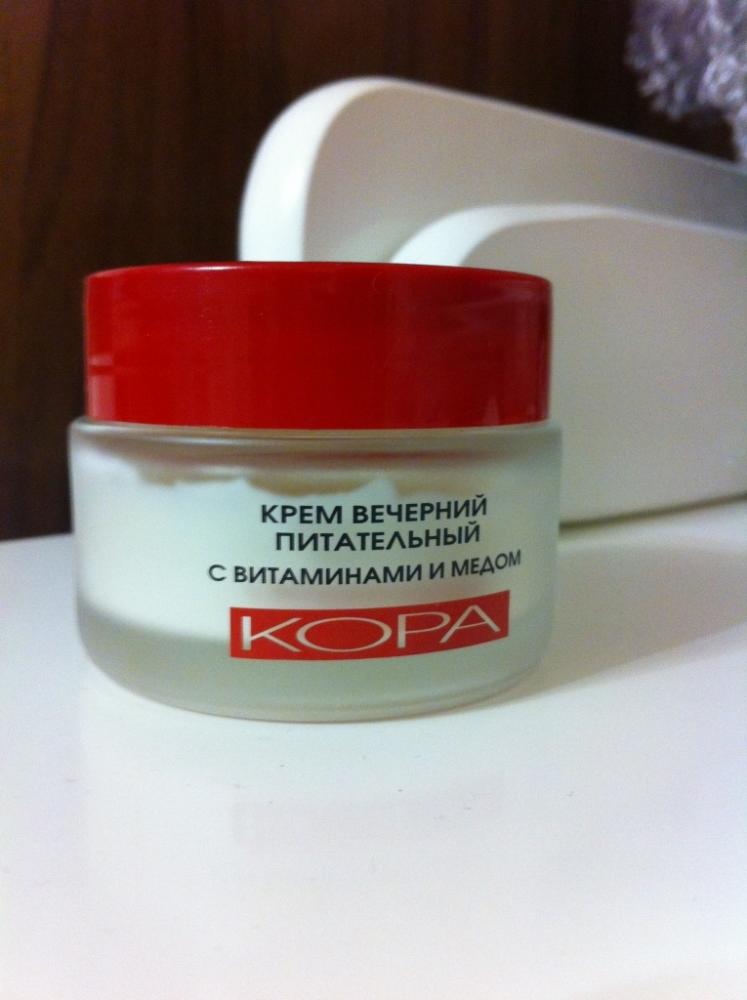 КРЕМ ВЕЧЕРНИЙ
ПИТАТЕЛЬНЫЙ
С ВИТАМИНАМИ И МЕДОМ
КОРА